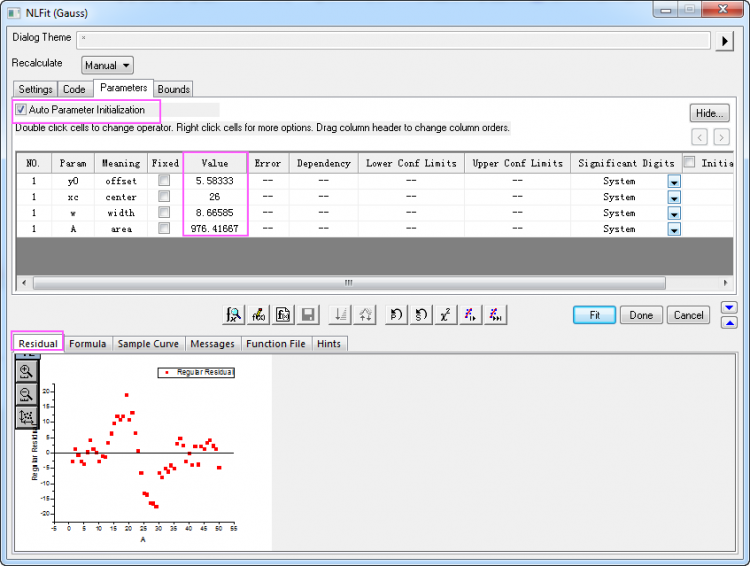 NLFit (Gauss)
Dialog Theme *
Recalculate Manual
Settings Code Parameters Bounds
Auto Parameter Initialization
Hide...
Double click cells to change operator. Right click cells for more options. Drag column header to change column orders.
NO. Param Meaning Fixed Value Error Dependency Lower Conf Limits Upper Conf Limits Significant Digits Initia
1 y0 offset 5.58333 -- -- -- -- System
1 xc center 26 -- -- -- -- System
1 w width 8.66585 -- -- -- -- System
1 A area 976.41667 -- -- -- -- System
Fit Done Cancel
Residual Formula Sample Curve Messages Function File Hints
Regular Residual
20
15
10
5
0
-5
-10
-15
-20
-5 0 5 10 15 20 25 30 35 40 45 50 55
A